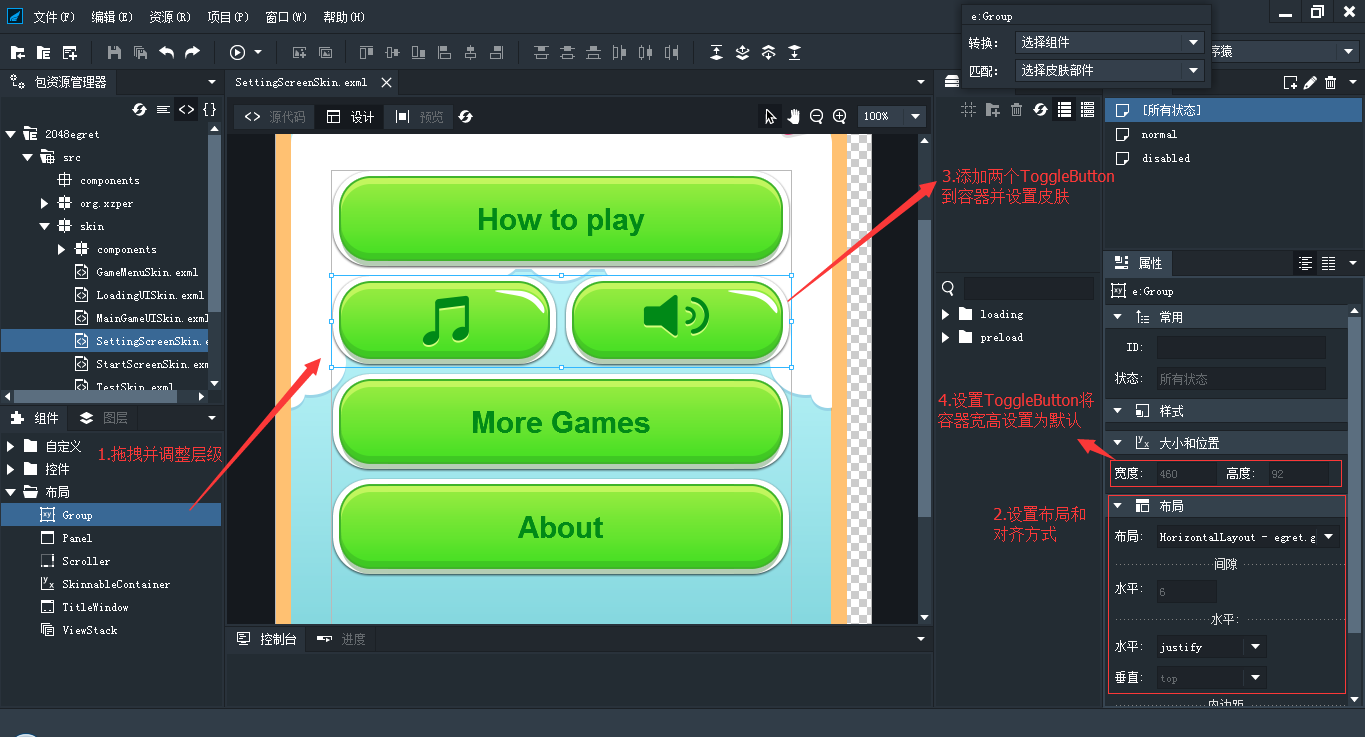 文件(F) 编辑(E) 资源(R) 项目(P) 窗口(W) 帮助(H)
e:Group
转换: 选择组件
匹配: 选择皮肤部件
序猿
包资源管理器
2048egret
src
components
org.xzper
skin
components
GameMenuSkin.exml
LoadingUISkin.exml
MainGameUISkin.exml
SettingScreenSkin.e
StartScreenSkin.exm
TestSkin.exml
组件 图层
自定义
控件
布局
Group
Panel
Scroller
SkinnableContainer
TitleWindow
ViewStack
1.拖拽并调整层级
SettingScreenSkin.exml
源代码 设计 预览
100%
How to play
More Games
About
控制台 进度
3.添加两个ToggleButton
到容器并设置皮肤
loading
preload
4.设置ToggleButton将
容器宽高设置为默认
2.设置布局和
对齐方式
[所有状态]
normal
disabled
属性
e:Group
常用
ID:
状态: 所有状态
样式
大小和位置
宽度: 460 高度: 92
布局
布局: HorizontalLayout - egret.g
间隙
水平: 6
水平:
水平: justify
垂直: top
内边距